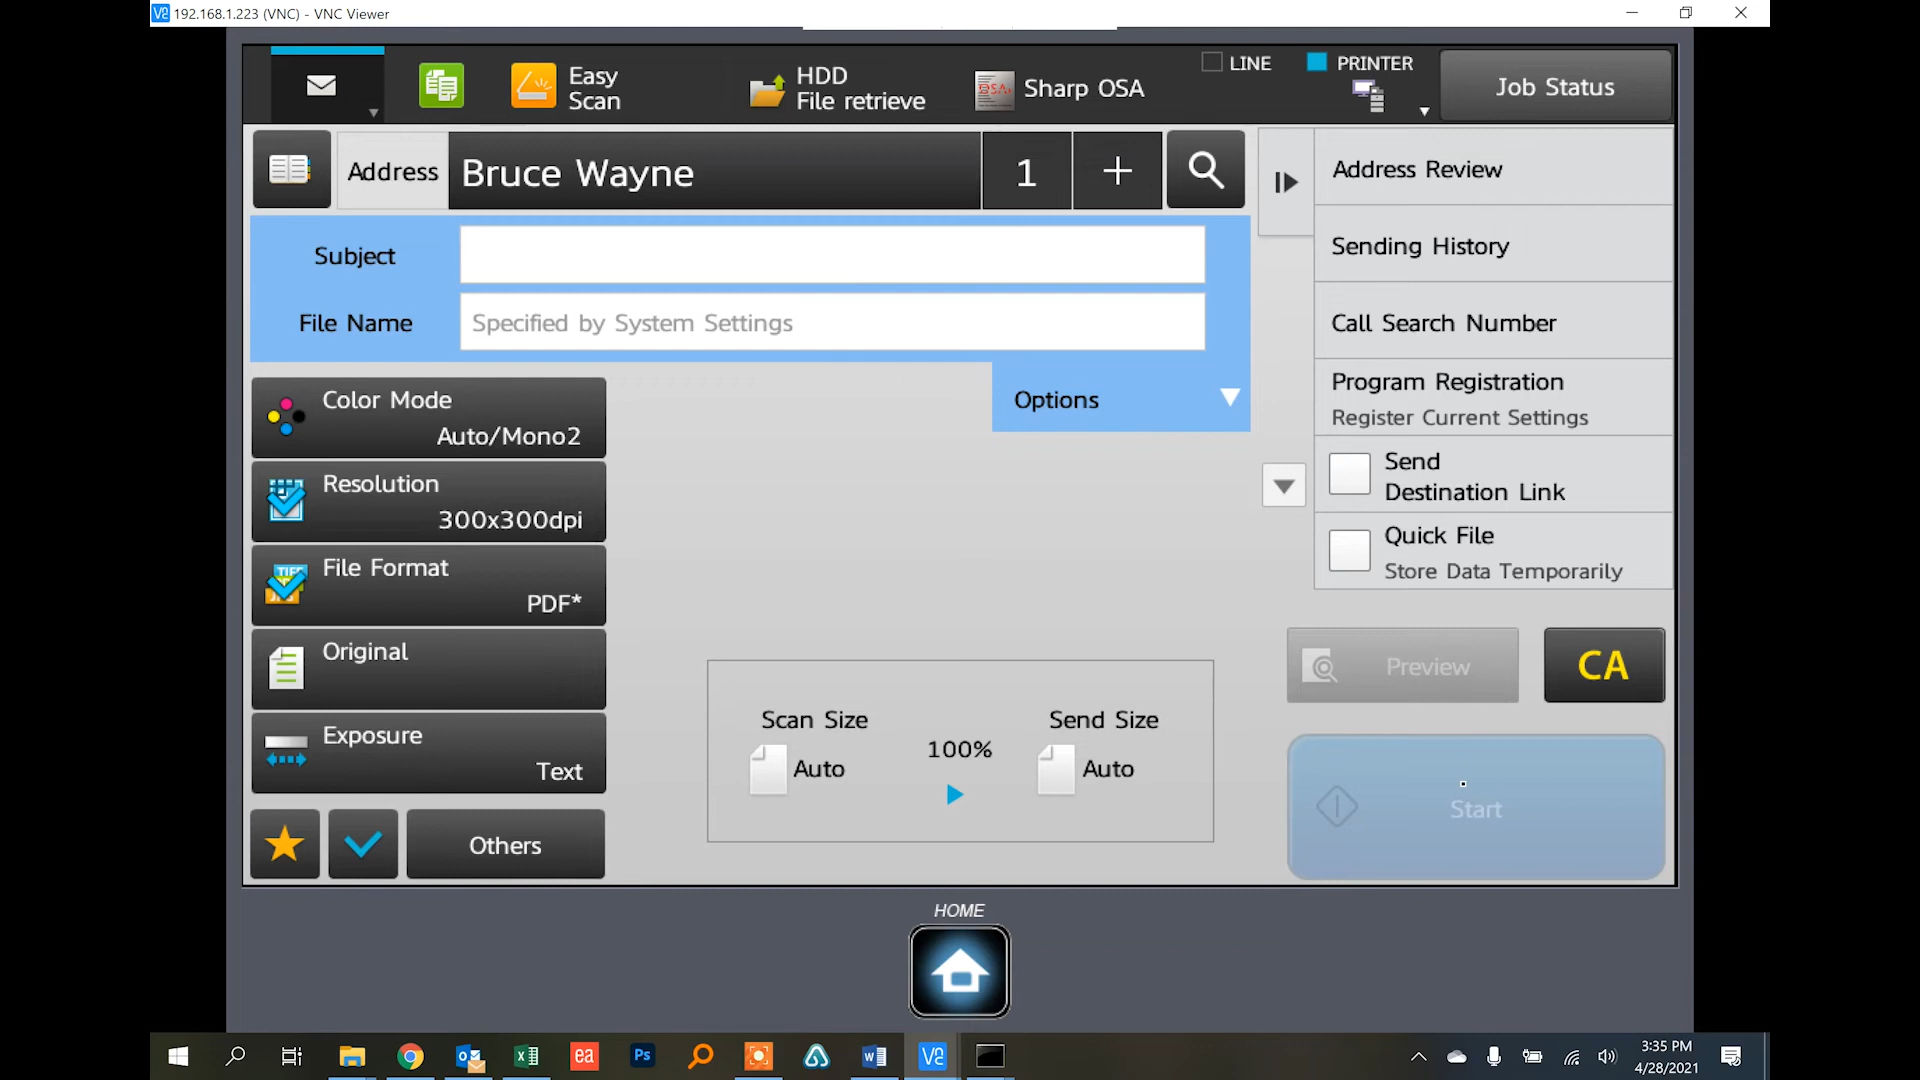 192.168.1.223 (VNC) - VNC Viewer
Easy
Scan
HDD
File retrieve
Sharp OSA
LINE
PRINTER
Job Status
Address
Bruce Wayne
1
Address Review
Subject
Sending History
File Name
Specified by System Settings
Call Search Number
Color Mode
Auto/Mono2
Options
Program Registration
Register Current Settings
Resolution
300x300dpi
Send
Destination Link
File Format
PDF*
Quick File
Store Data Temporarily
Original
Preview
CA
Exposure
Text
Scan Size
Auto
100%
Send Size
Auto
Start
Others
HOME
ea
Ps
3:35 PM
4/28/2021